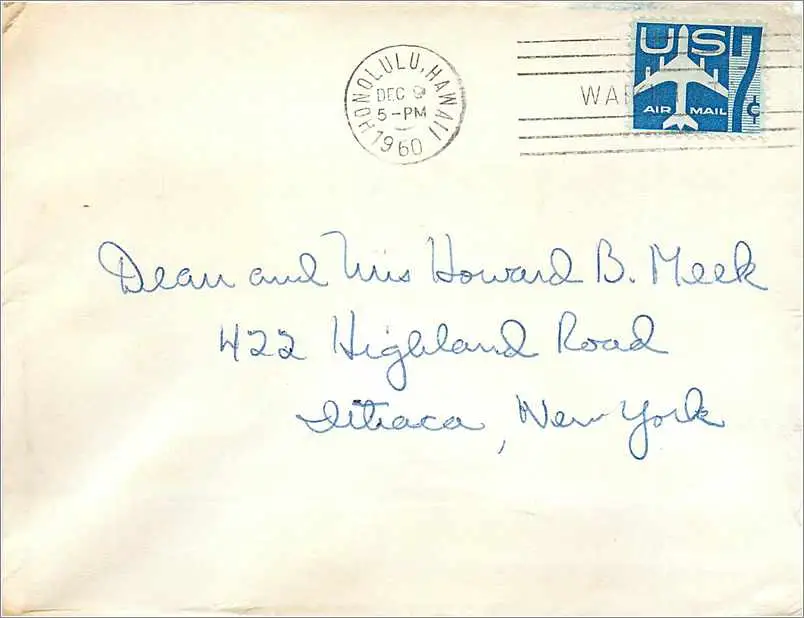 HONOLULU, HAWAII
DEC 9
5-PM
1960
US 7¢
AIR MAIL
Dean and Mrs Howard B. Meek
422 Highland Road
Ithaca, New York